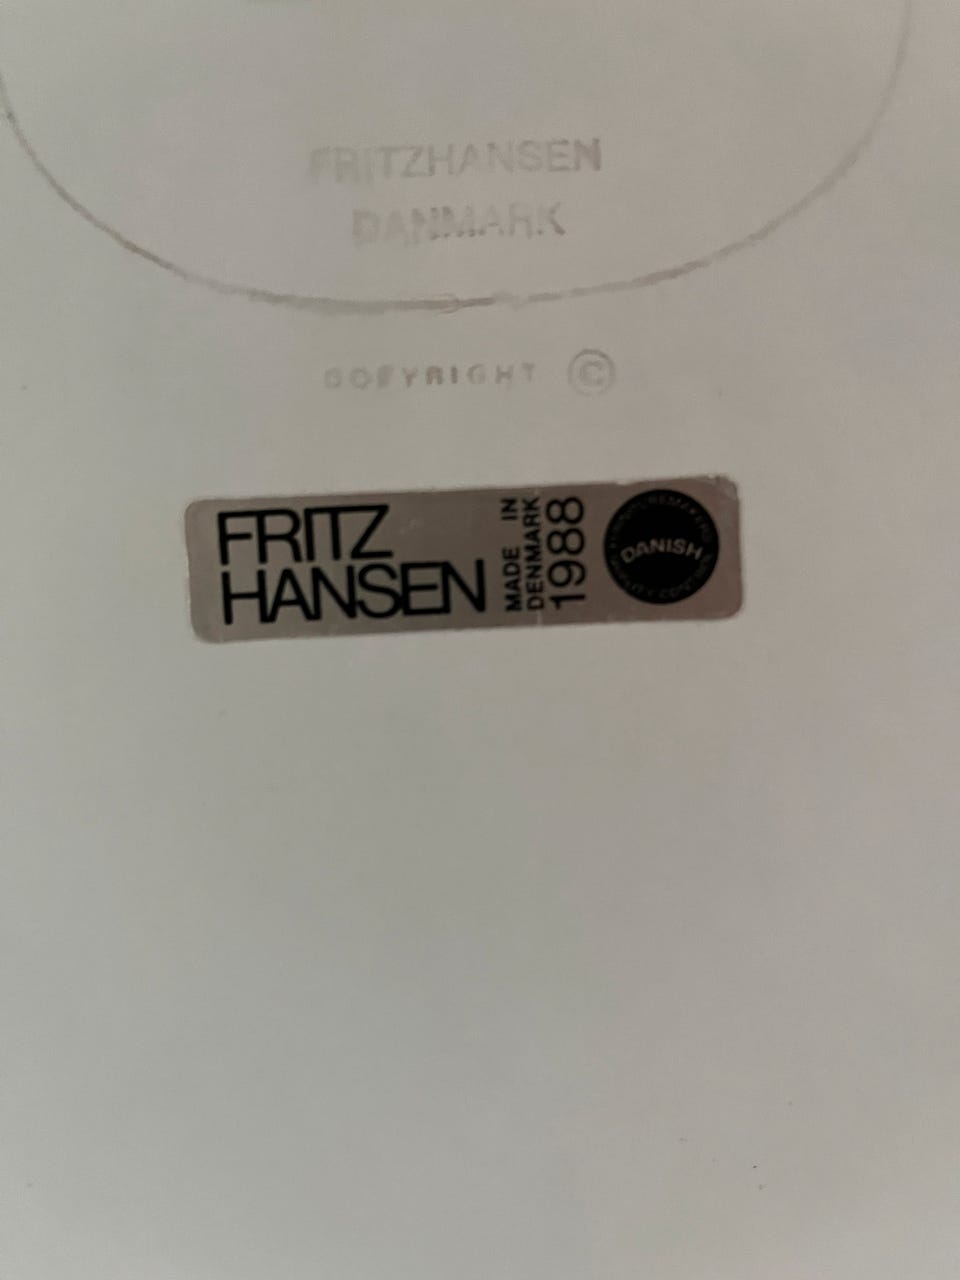 FRITZHANSEN
DANMARK
COPYRIGHT ©
FRITZ
HANSEN
MADE IN
DENMARK
1988
DANISH